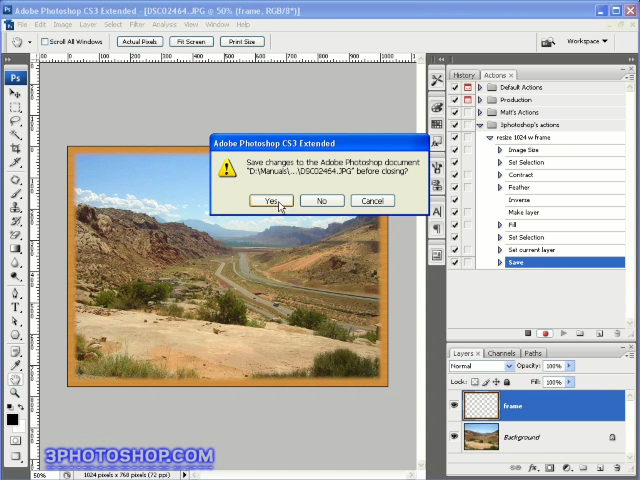 Adobe Photoshop CS3 Extended - [DSC02464.JPG @ 50% (frame, RGB/8*)]
File Edit Image Layer Select Filter Analysis View Window Help
Scroll All Windows Actual Pixels Fit Screen Print Size Workspace
History Actions
Default Actions
Production
Matt's Actions
3photoshop's actions
resize 1024 w frame
Image Size
Set Selection
Contract
Feather
Inverse
Make layer
Fill
Set Selection
Set current layer
Save
Adobe Photoshop CS3 Extended
Save changes to the Adobe Photoshop document
"D:\Manuals\...\DSC02464.JPG" before closing?
Yes No Cancel
Layers Channels Paths
Normal Opacity: 100%
Lock: Fill: 100%
frame
Background
3PHOTOSHOP.COM
50% 1024 pixels x 768 pixels (72 ppi)